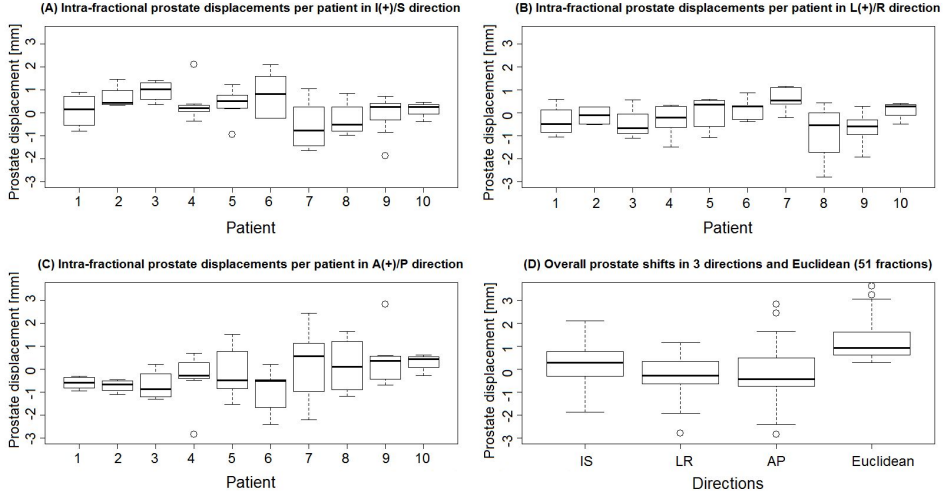 (A) Intra-fractional prostate displacements per patient in I(+)/S direction
Prostate displacement [mm]
3
2
1
0
-1
-2
-3
1 2 3 4 5 6 7 8 9 10
Patient
(B) Intra-fractional prostate displacements per patient in L(+)/R direction
Prostate displacement [mm]
3
2
1
0
-1
-2
-3
1 2 3 4 5 6 7 8 9 10
Patient
(C) Intra-fractional prostate displacements per patient in A(+)/P direction
Prostate displacement [mm]
3
2
1
0
-1
-2
-3
1 2 3 4 5 6 7 8 9 10
Patient
(D) Overall prostate shifts in 3 directions and Euclidean (51 fractions)
Prostate displacement [mm]
3
2
1
0
-1
-2
-3
IS LR AP Euclidean
Directions